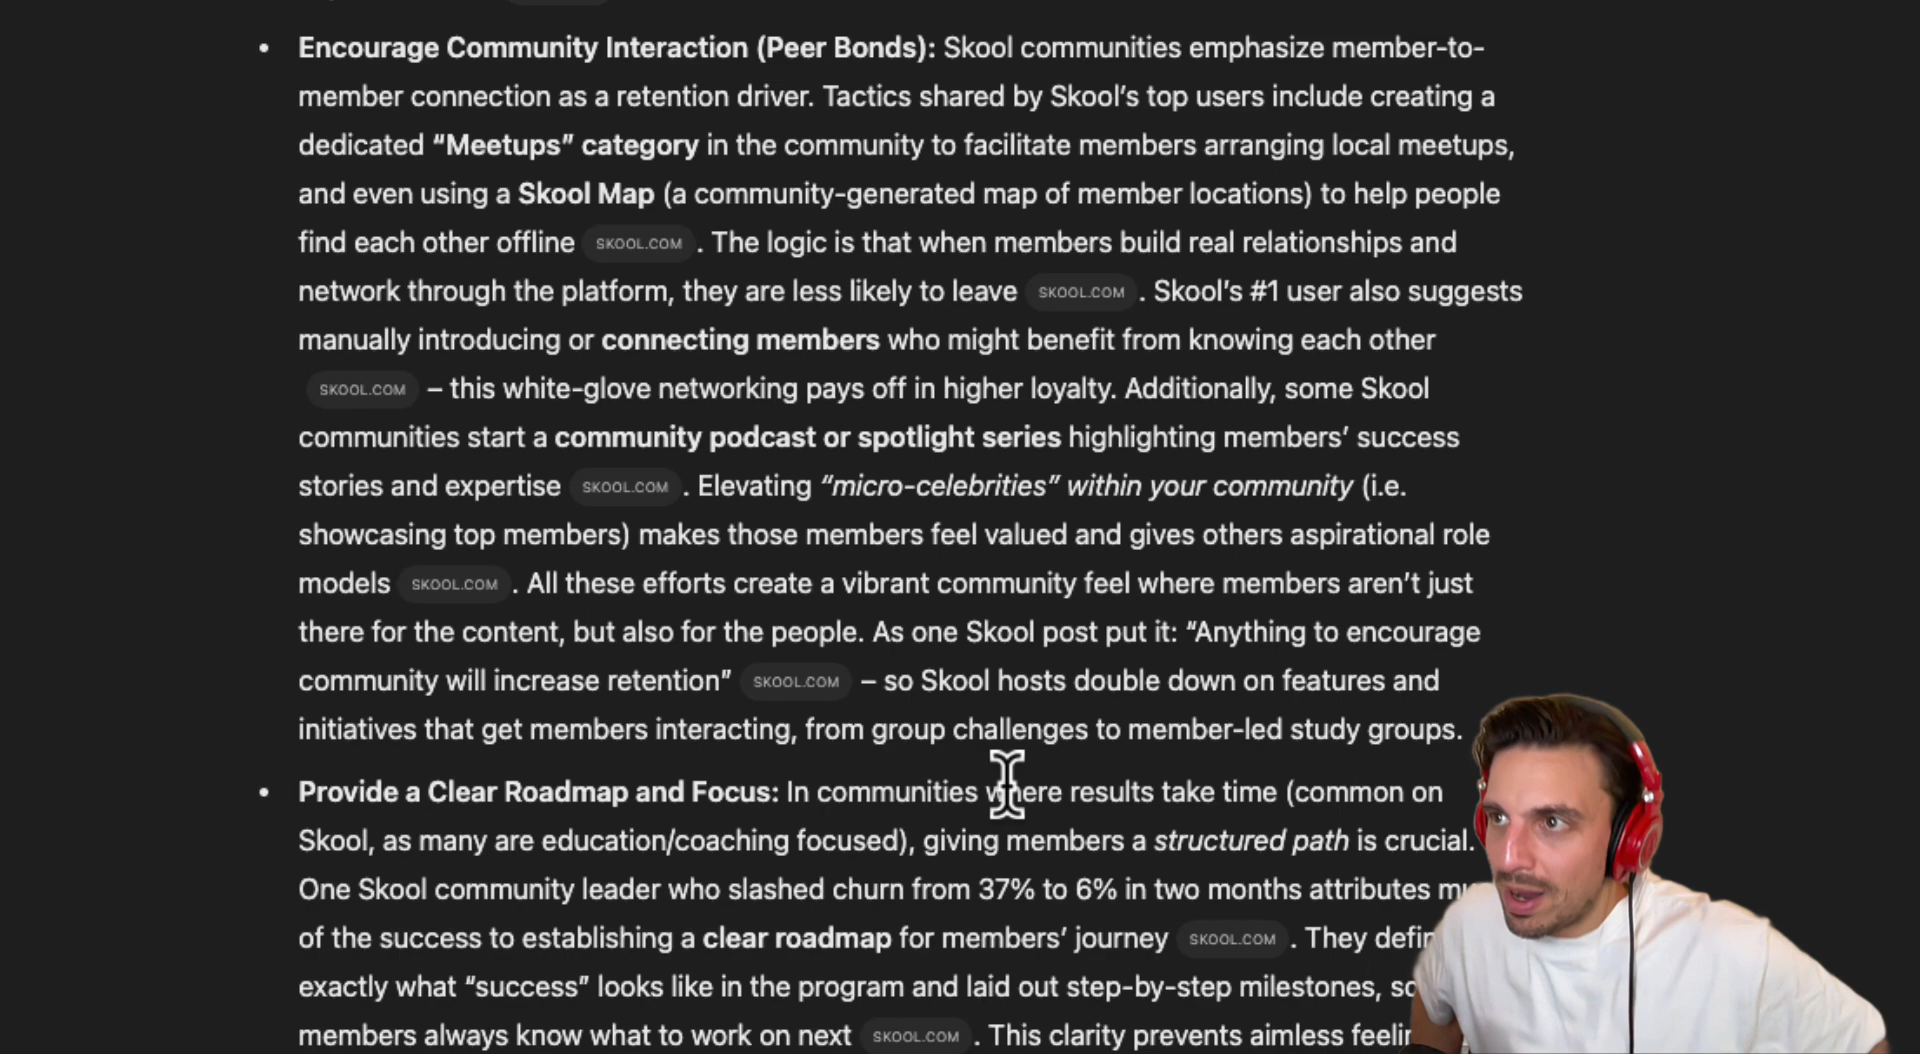 • Encourage Community Interaction (Peer Bonds): Skool communities emphasize member-to-
member connection as a retention driver. Tactics shared by Skool’s top users include creating a
dedicated “Meetups” category in the community to facilitate members arranging local meetups,
and even using a Skool Map (a community-generated map of member locations) to help people
find each other offline SKOOL.COM . The logic is that when members build real relationships and
network through the platform, they are less likely to leave SKOOL.COM . Skool’s #1 user also suggests
manually introducing or connecting members who might benefit from knowing each other
SKOOL.COM – this white-glove networking pays off in higher loyalty. Additionally, some Skool
communities start a community podcast or spotlight series highlighting members’ success
stories and expertise SKOOL.COM . Elevating “micro-celebrities” within your community (i.e.
showcasing top members) makes those members feel valued and gives others aspirational role
models SKOOL.COM . All these efforts create a vibrant community feel where members aren’t just
there for the content, but also for the people. As one Skool post put it: “Anything to encourage
community will increase retention” SKOOL.COM – so Skool hosts double down on features and
initiatives that get members interacting, from group challenges to member-led study groups.
• Provide a Clear Roadmap and Focus: In communities where results take time (common on
Skool, as many are education/coaching focused), giving members a structured path is crucial.
One Skool community leader who slashed churn from 37% to 6% in two months attributes
of the success to establishing a clear roadmap for members’ journey SKOOL.COM . They
exactly what “success” looks like in the program and laid out step-by-step milestones, so
members always know what to work on next SKOOL.COM . This clarity prevents aimless